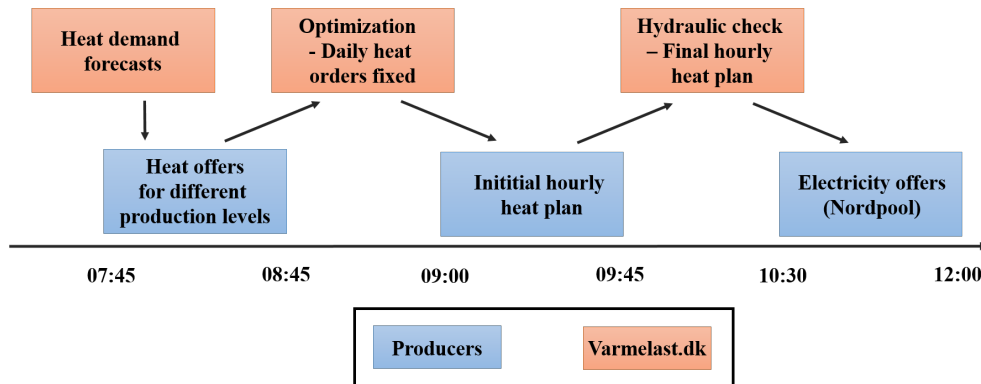 Heat demand
forecasts
Optimization
- Daily heat
orders fixed
Hydraulic check
– Final hourly
heat plan
Heat offers
for different
production levels
Inititial hourly
heat plan
Electricity offers
(Nordpool)
07:45
08:45
09:00
09:45
10:30
12:00
Producers
Varmelast.dk